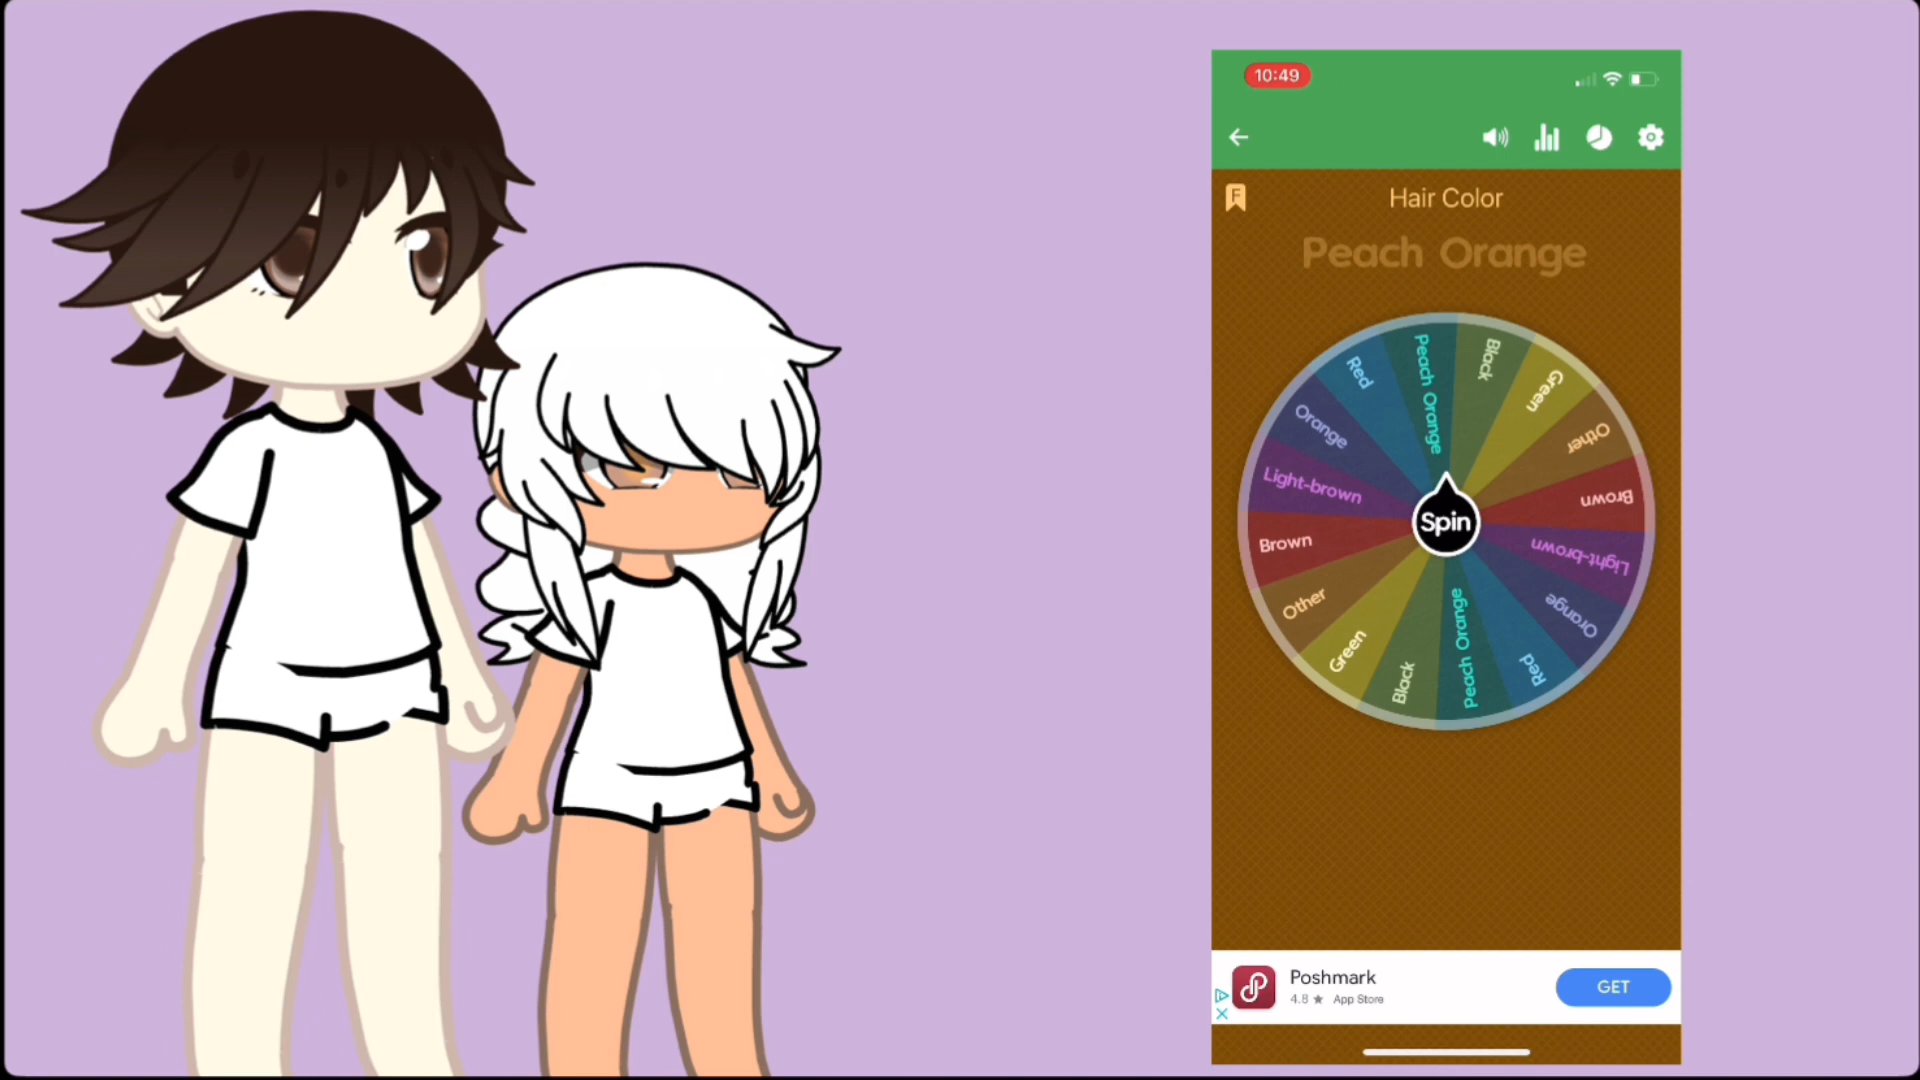 10:49
F
Hair Color
Peach Orange
Peach Orange
Black
Green
Other
Brown
Light-brown
Orange
Red
Peach Orange
Black
Green
Other
Brown
Light-brown
Orange
Red
Spin
Poshmark
4.8 ★ App Store
GET